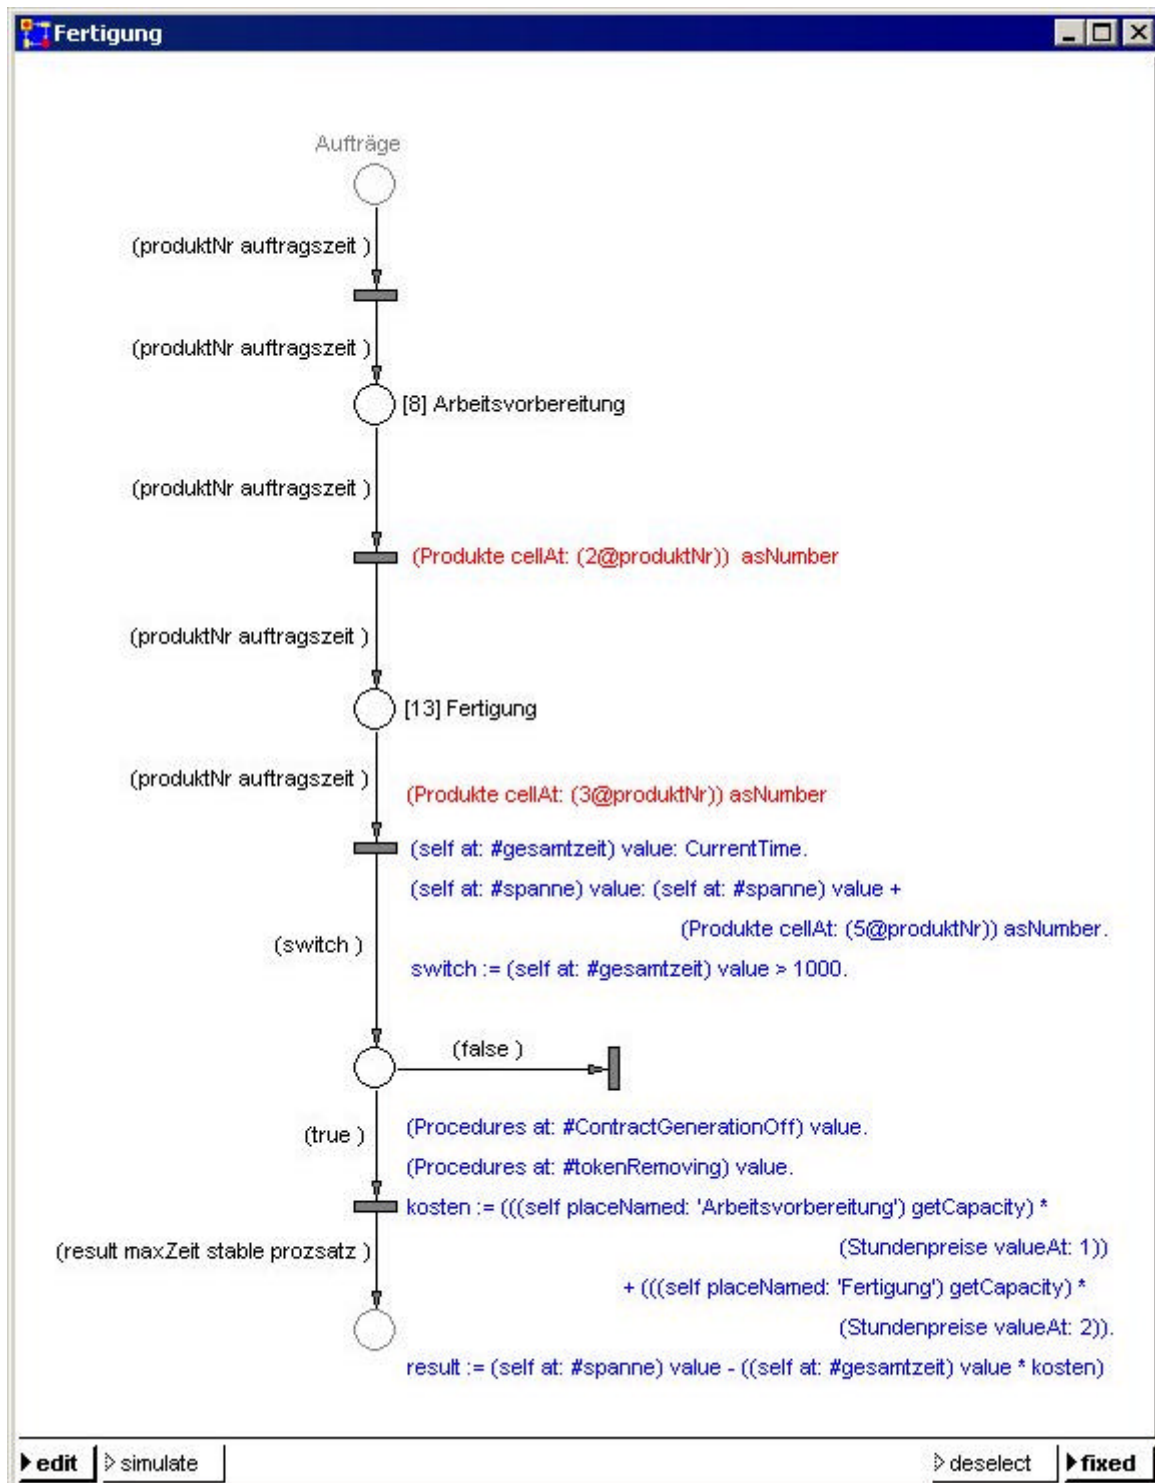 Fertigung
Aufträge
(produktNr auftragszeit )
(produktNr auftragszeit )
[8] Arbeitsvorbereitung
(produktNr auftragszeit )
(Produkte cellAt: (2@produktNr))  asNumber
(produktNr auftragszeit )
[13] Fertigung
(produktNr auftragszeit )
(Produkte cellAt: (3@produktNr)) asNumber
(self at: #gesamtzeit) value: CurrentTime.
(self at: #spanne) value: (self at: #spanne) value +
(Produkte cellAt: (5@produktNr)) asNumber.
(switch )
switch := (self at: #gesamtzeit) value > 1000.
(false )
(true )
(Procedures at: #ContractGenerationOff) value.
(Procedures at: #tokenRemoving) value.
kosten := (((self placeNamed: 'Arbeitsvorbereitung') getCapacity) *
(Stundenpreise valueAt: 1))
(result maxZeit stable prozsatz )
+ (((self placeNamed: 'Fertigung') getCapacity) *
(Stundenpreise valueAt: 2)).
result := (self at: #spanne) value - ((self at: #gesamtzeit) value * kosten)
edit
simulate
deselect
fixed